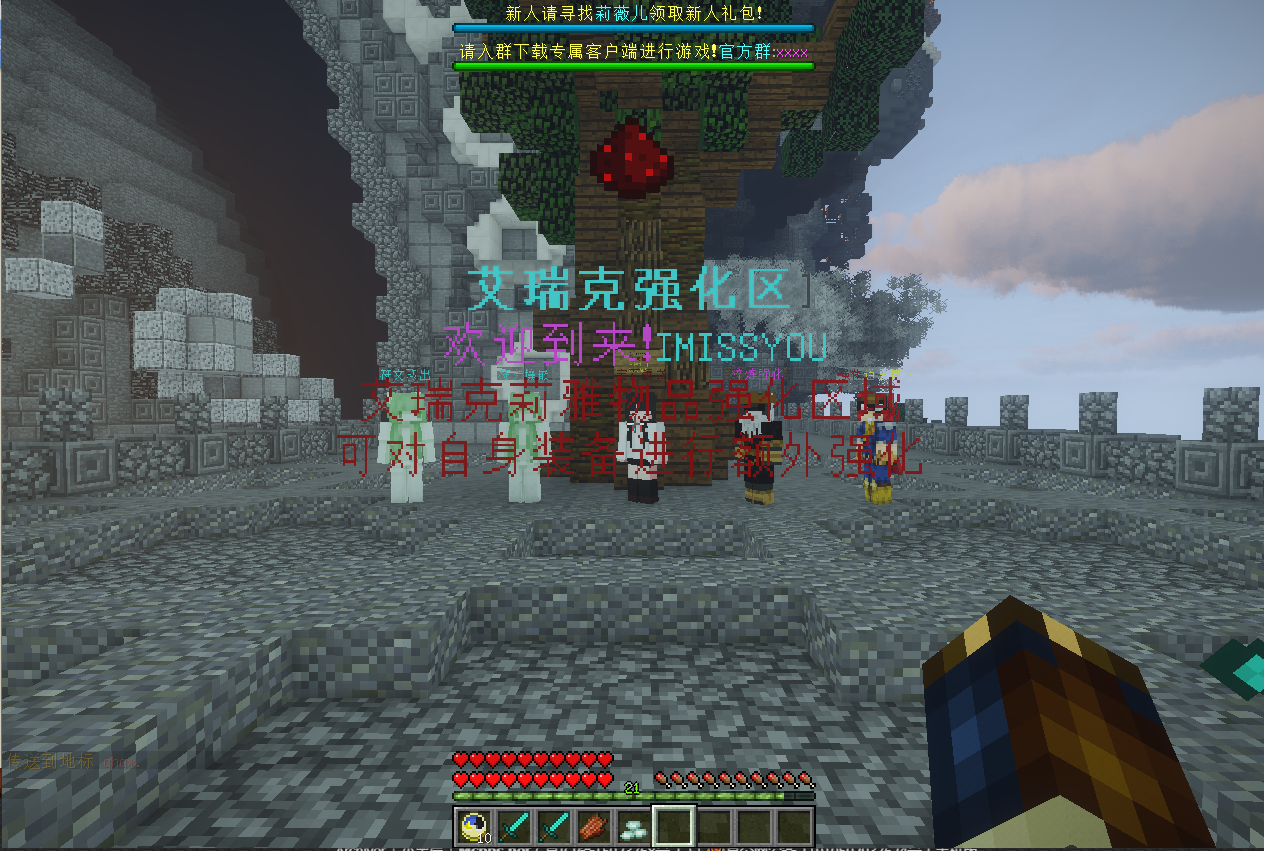 新人请寻找莉薇儿领取新人礼包!
请入群下载专属客户端进行游戏!官方群:xxxx
艾瑞克强化区
欢迎到来!IMISSYOU
艾瑞克莉雅物品强化区域
可对自身装备进行额外强化
传送到地标
21
10